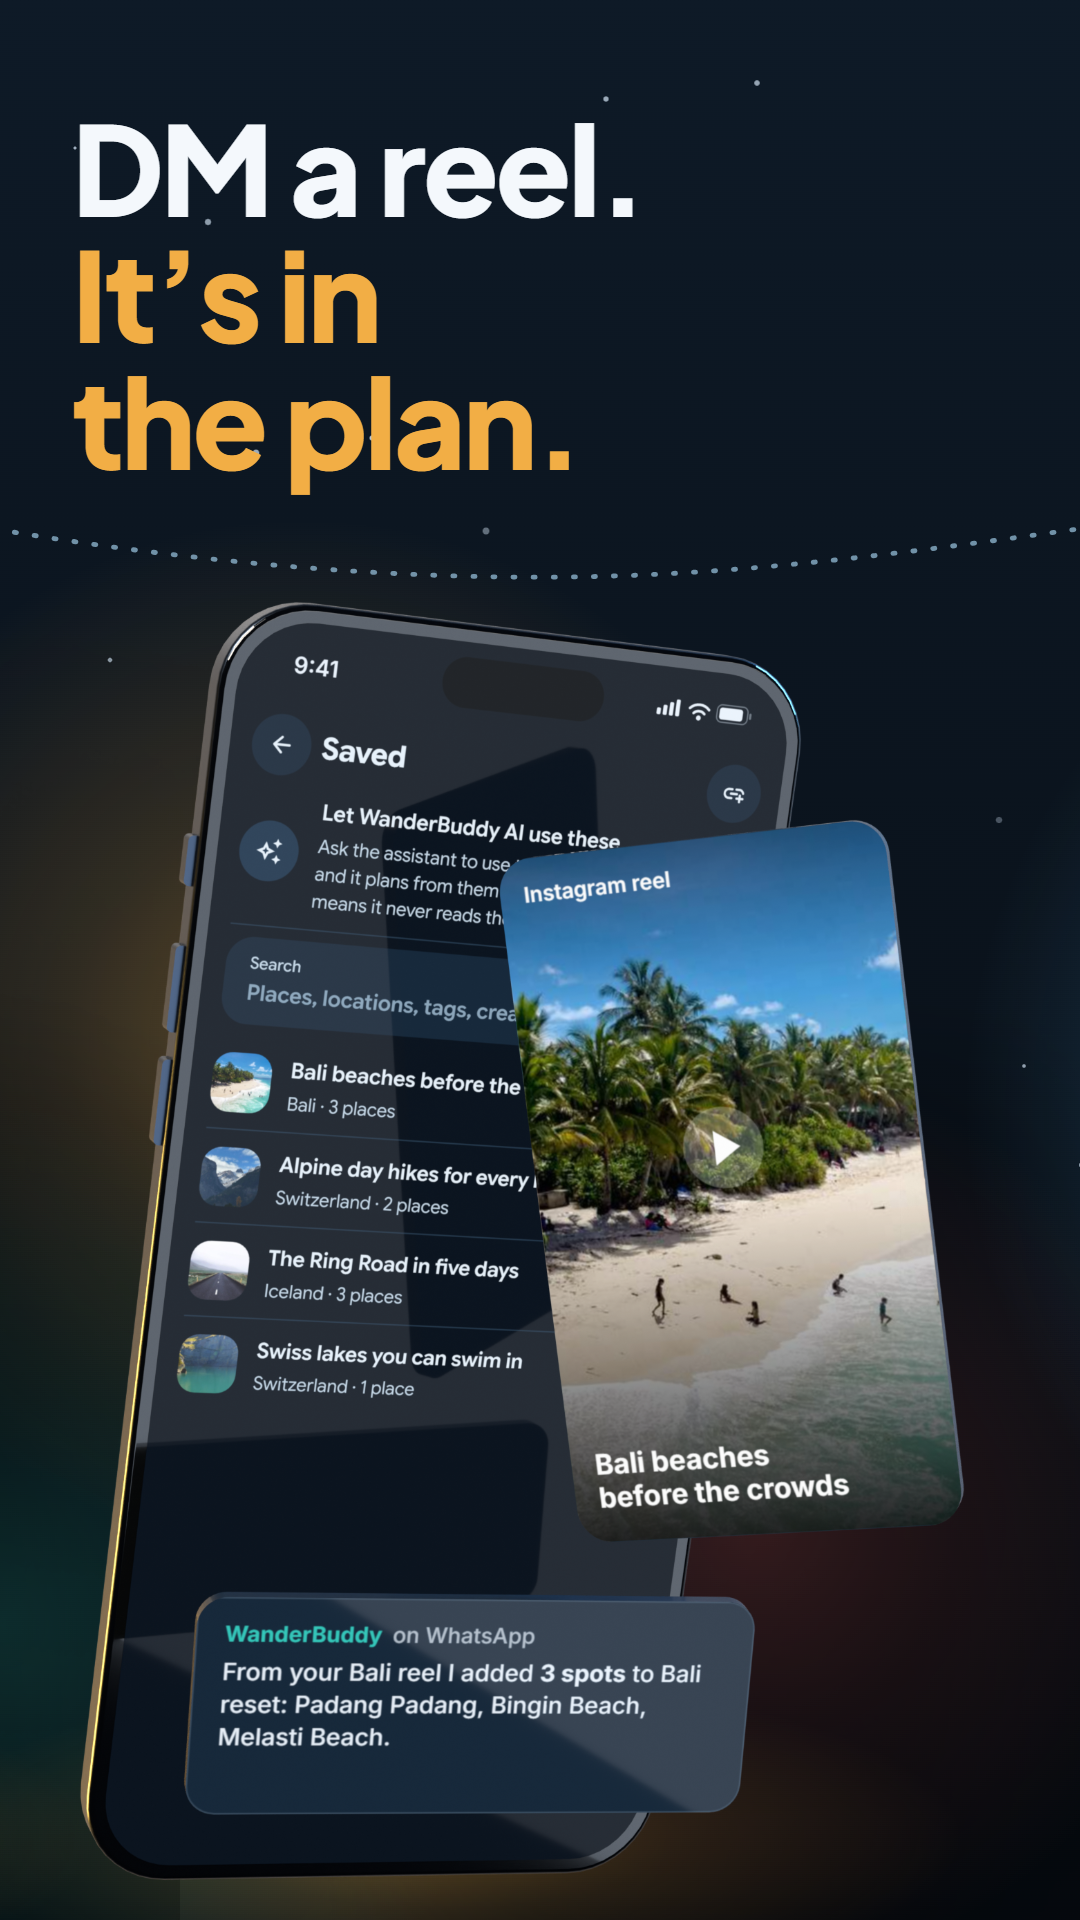 DM a reel.
It’s in
the plan.
9:41
Saved
Let WanderBuddy AI use these
Ask the assistant to use
and it plans from them
means it never reads
Search
Places, locations, tags,
Bali beaches before the
Bali · 3 places
Alpine day hikes for every
Switzerland · 2 places
The Ring Road in five days
Iceland · 3 places
Swiss lakes you can swim in
Switzerland · 1 place
Instagram reel
Bali beaches
before the crowds
WanderBuddy on WhatsApp
From your Bali reel I added 3 spots to Bali
reset: Padang Padang, Bingin Beach,
Melasti Beach.